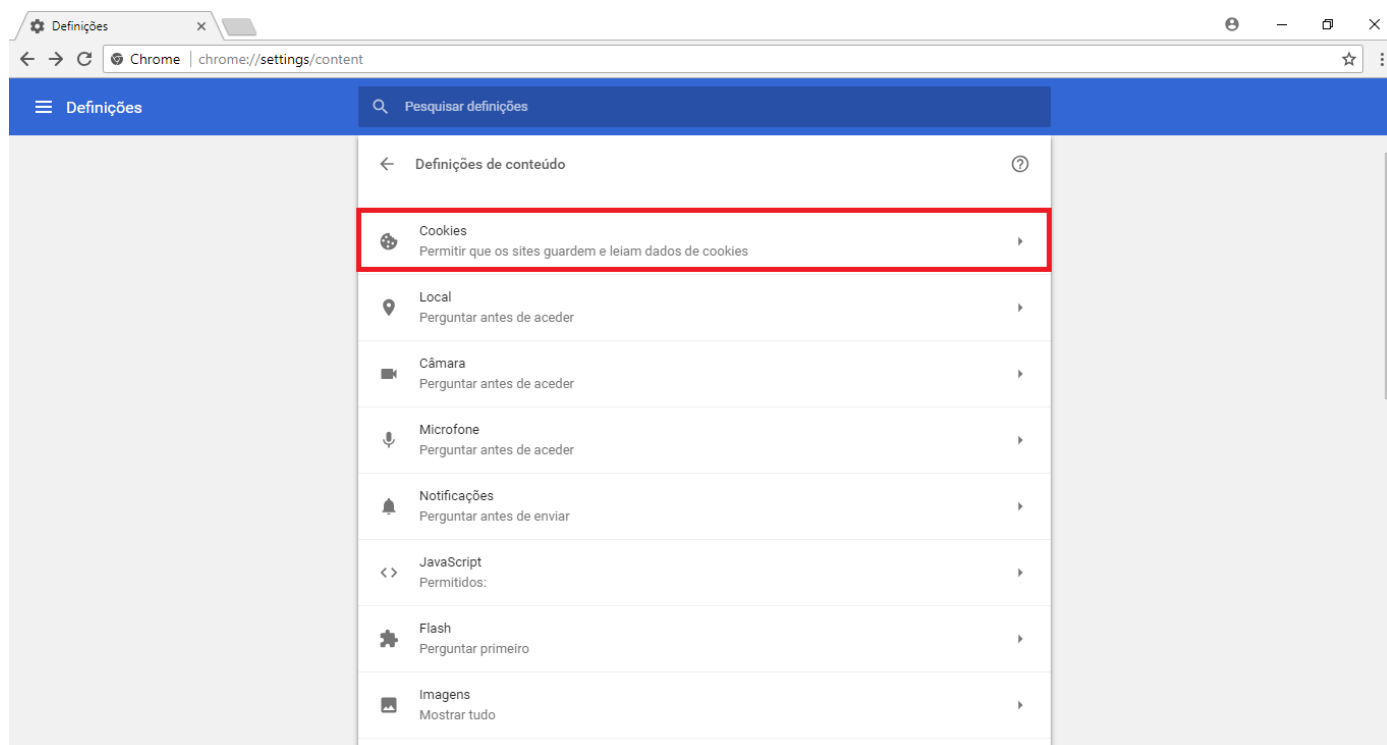 Definições
Chrome | chrome://settings/content
Definições
Pesquisar definições
Definições de conteúdo
Cookies
Permitir que os sites guardem e leiam dados de cookies
Local
Perguntar antes de aceder
Câmara
Perguntar antes de aceder
Microfone
Perguntar antes de aceder
Notificações
Perguntar antes de enviar
JavaScript
Permitidos:
Flash
Perguntar primeiro
Imagens
Mostrar tudo